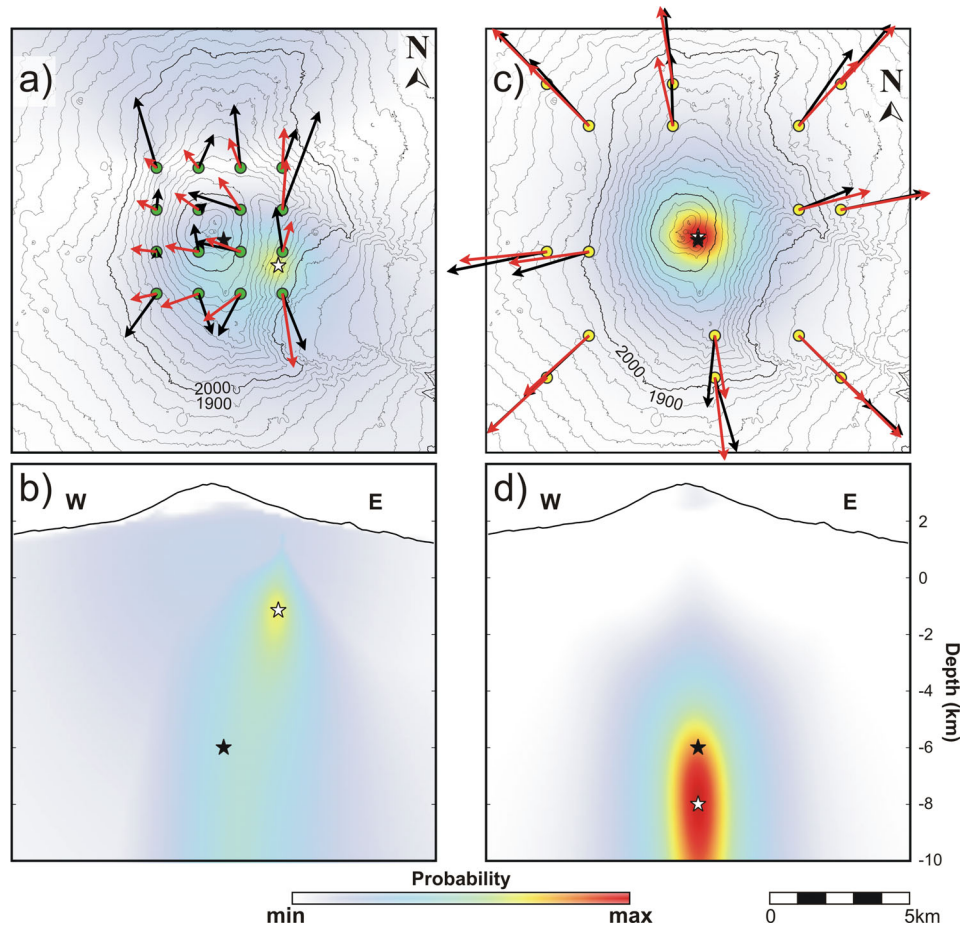 a)
N
2000
1900
c)
N
2000
1900
b)
W
E
d)
W
E
2
0
-2
-4
-6
-8
-10
Depth (km)
Probability
min
max
0
5km